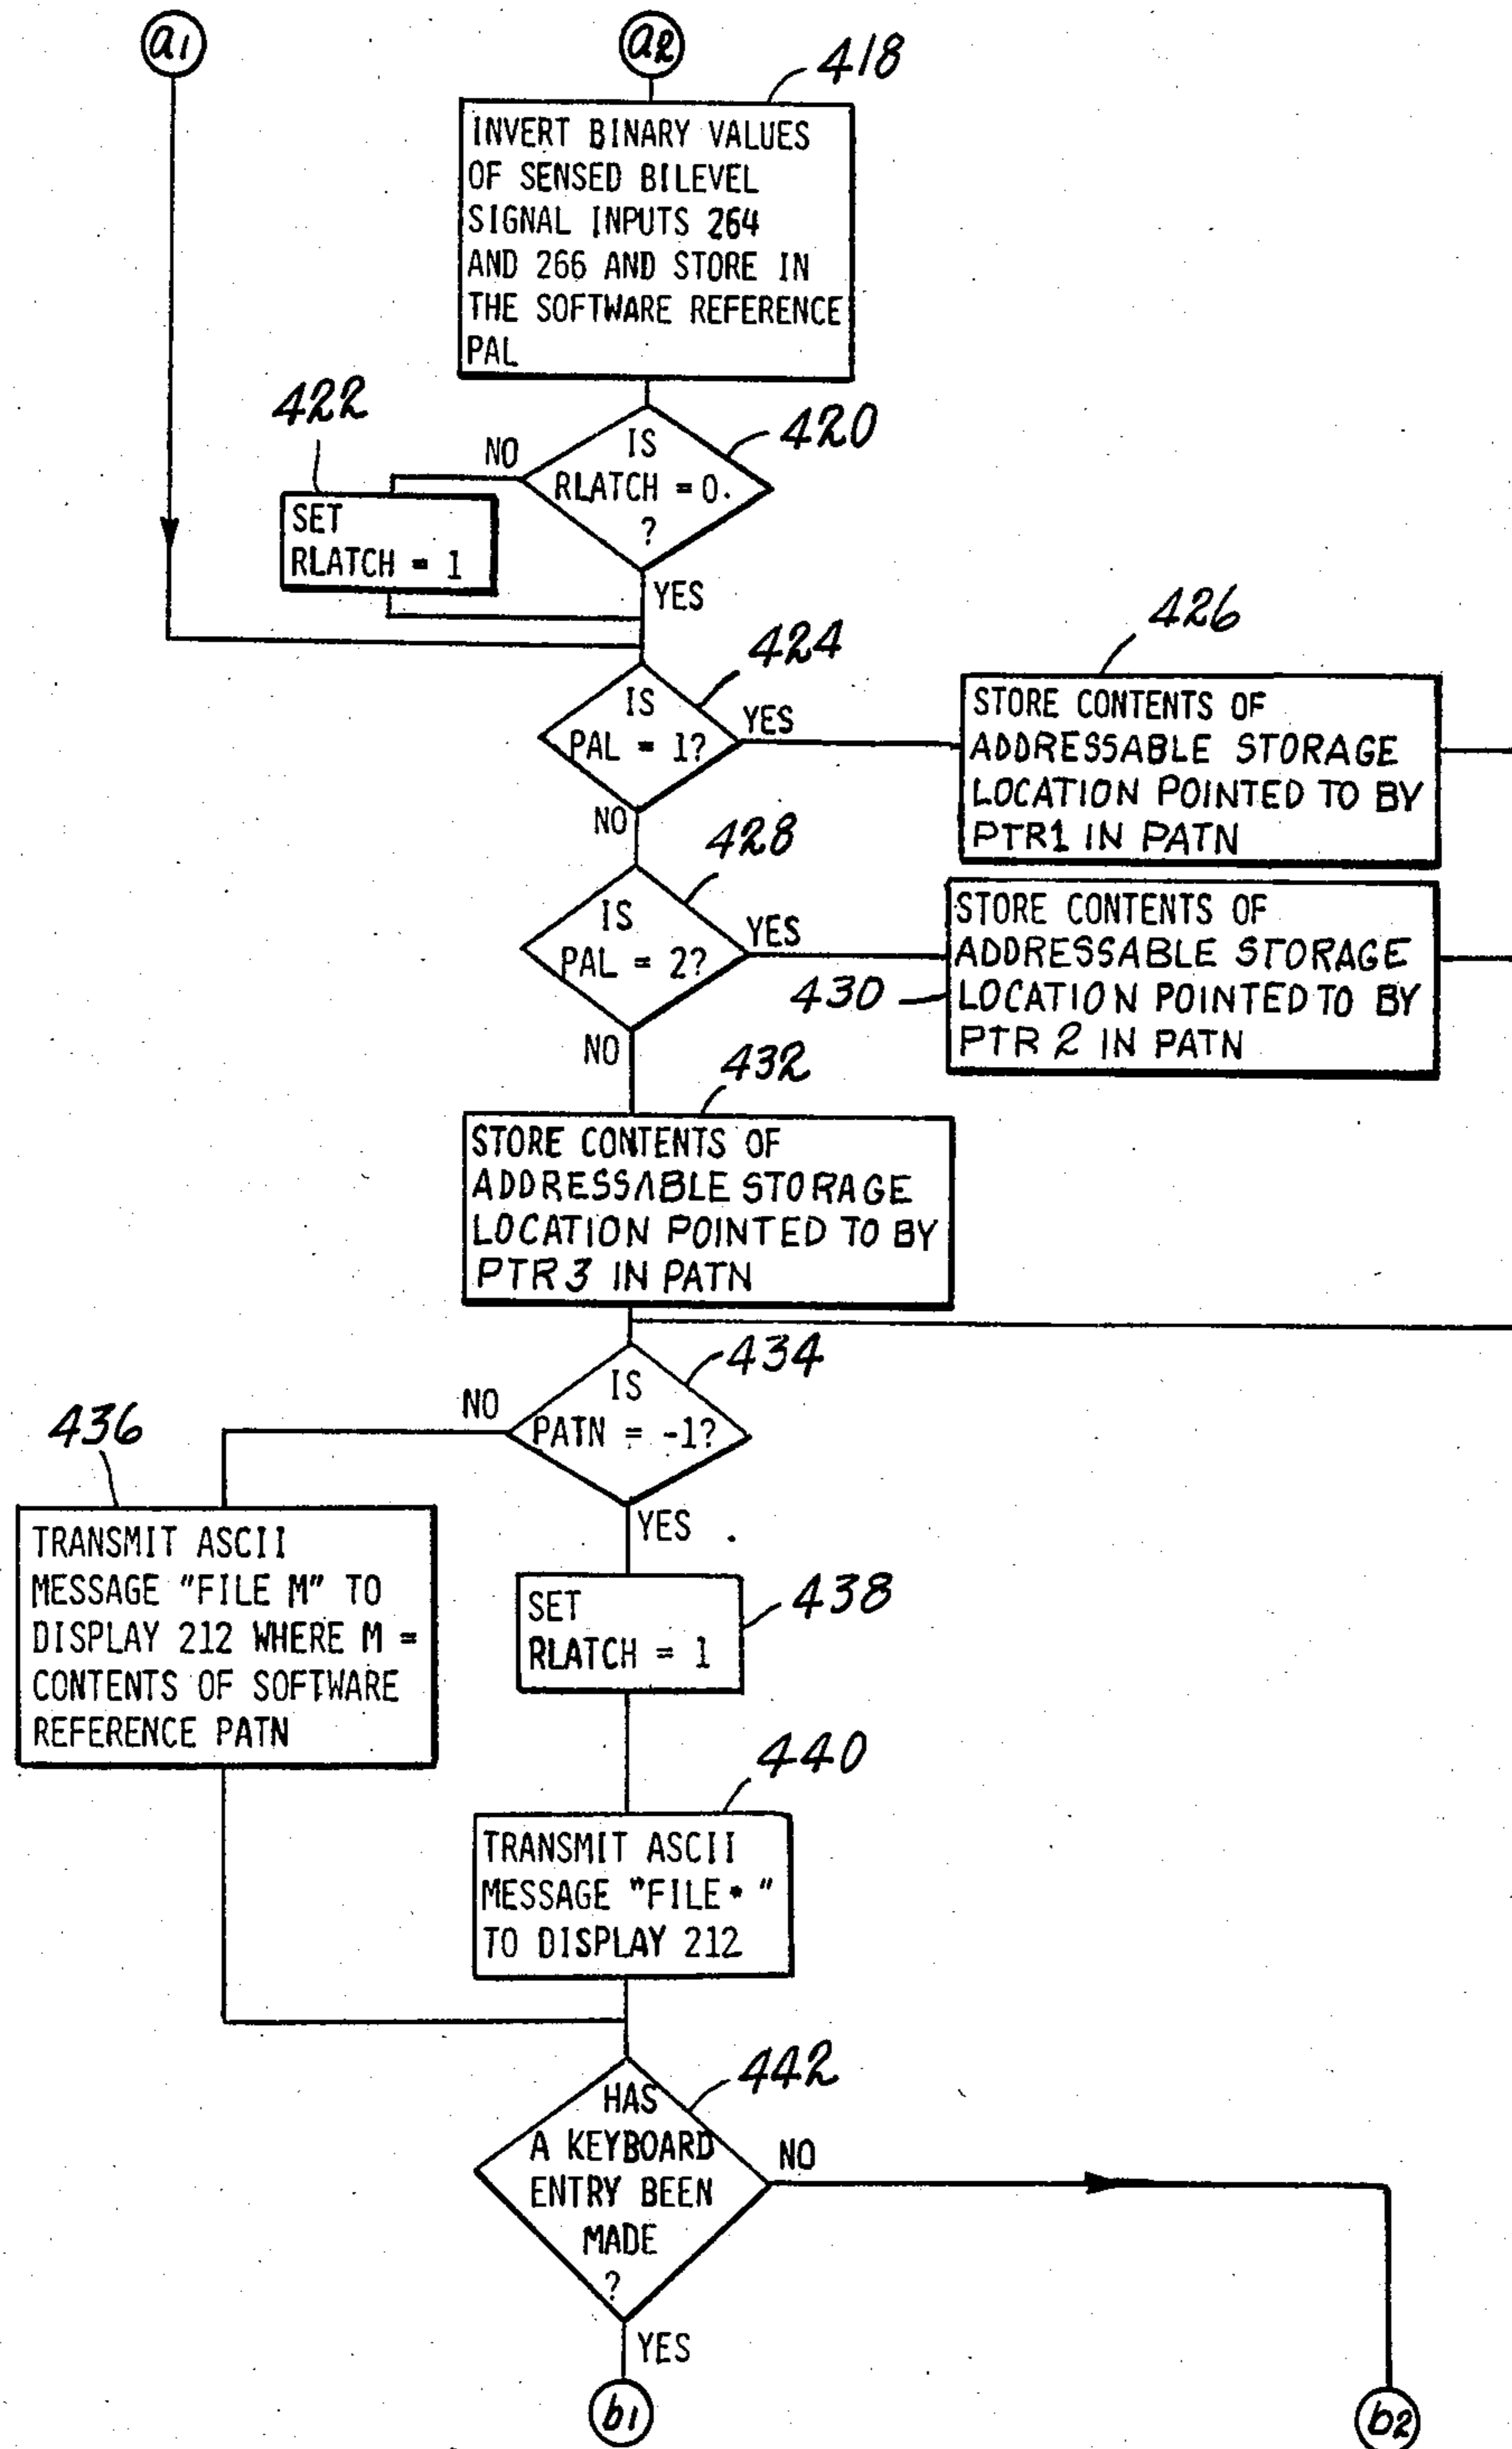 a1
a2
418
INVERT BINARY VALUES
OF SENSED BILEVEL
SIGNAL INPUTS 264
AND 266 AND STORE IN
THE SOFTWARE REFERENCE
PAL
422
420
NO
IS
RLATCH = 0.
?
SET
RLATCH = 1
YES
424
IS
PAL = 1?
YES
NO
426
STORE CONTENTS OF
ADDRESSABLE STORAGE
LOCATION POINTED TO BY
PTR1 IN PATN
428
IS
PAL = 2?
YES
NO
430
STORE CONTENTS OF
ADDRESSABLE STORAGE
LOCATION POINTED TO BY
PTR 2 IN PATN
432
STORE CONTENTS OF
ADDRESSABLE STORAGE
LOCATION POINTED TO BY
PTR 3 IN PATN
434
IS
PATN = -1?
NO
YES
436
TRANSMIT ASCII
MESSAGE "FILE M" TO
DISPLAY 212 WHERE M =
CONTENTS OF SOFTWARE
REFERENCE PATN
438
SET
RLATCH = 1
440
TRANSMIT ASCII
MESSAGE "FILE* "
TO DISPLAY 212
442
HAS
A KEYBOARD
ENTRY BEEN
MADE
?
NO
YES
b1
b2